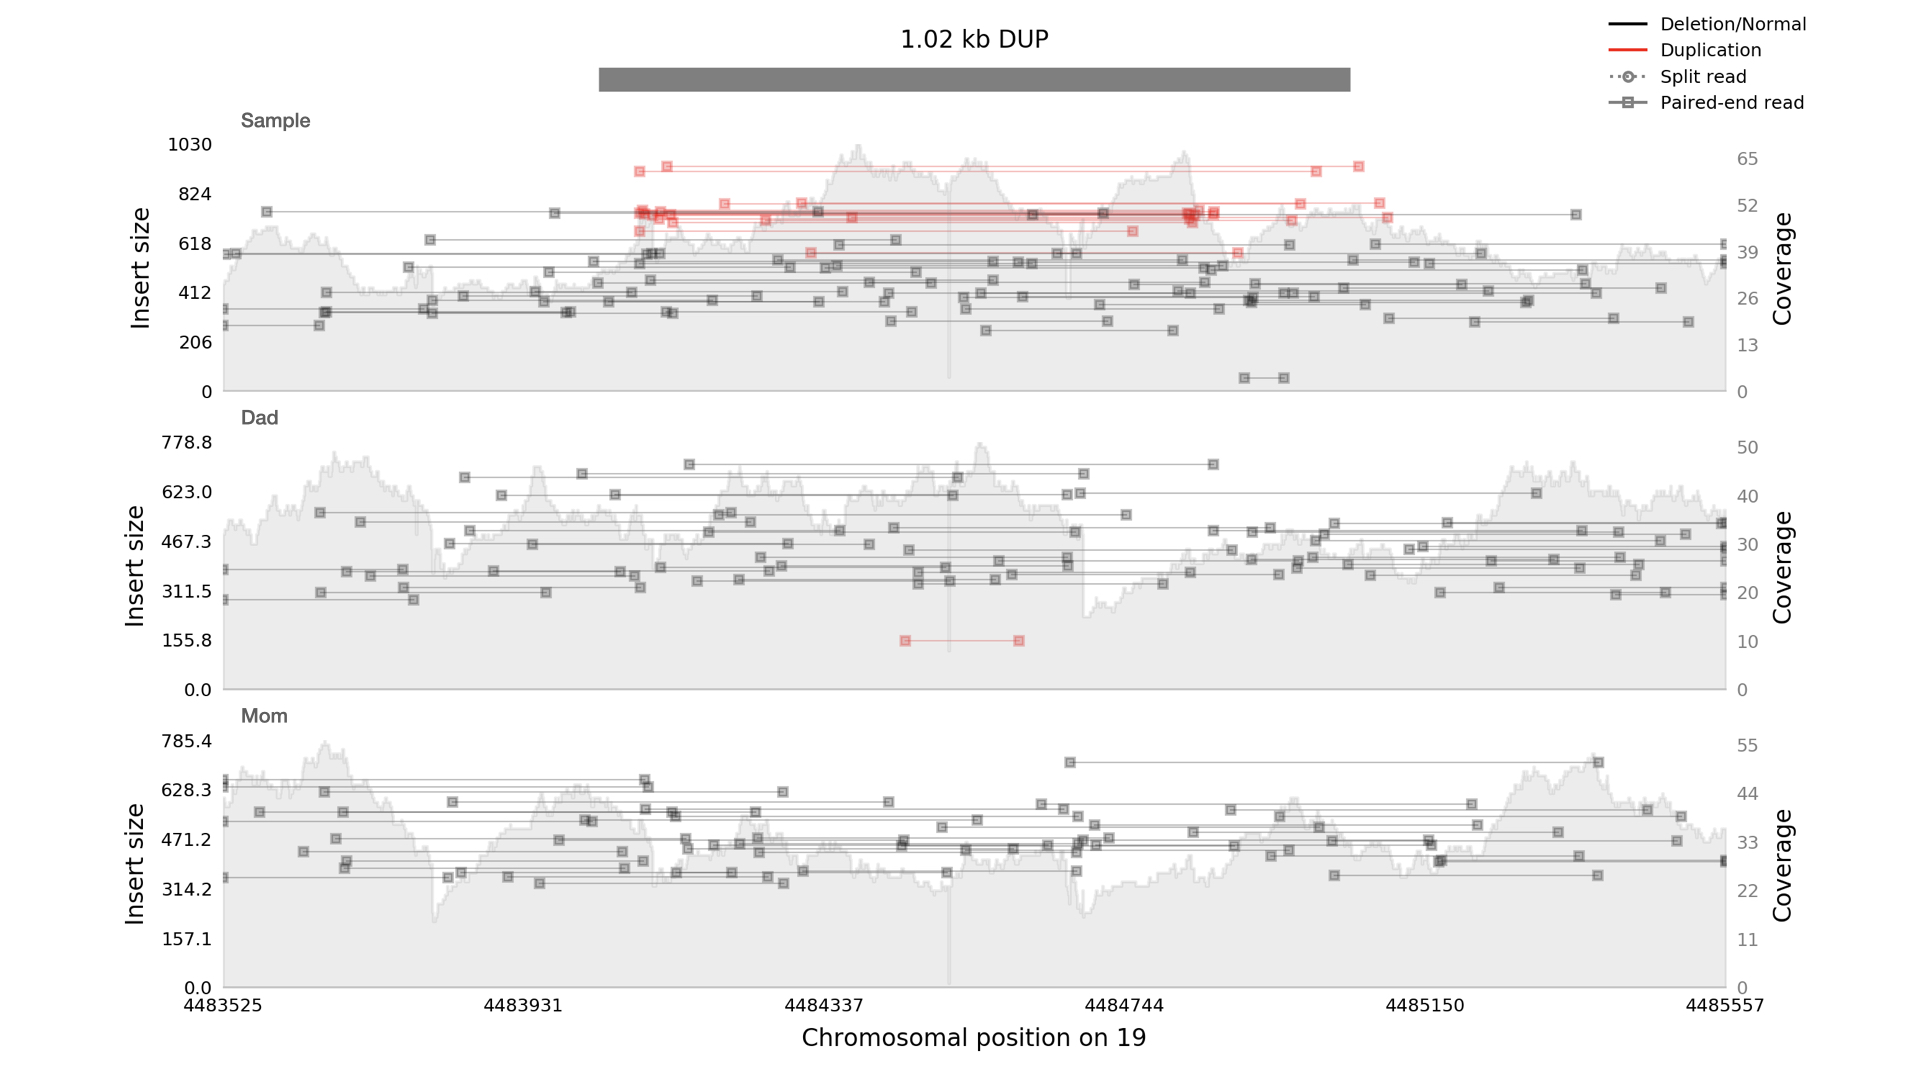 1.02 kb DUP
Deletion/Normal
Duplication
Split read
Paired-end read
Sample
1030
824
618
412
206
0
Insert size
65
52
39
26
13
0
Coverage
Dad
778.8
623.0
467.3
311.5
155.8
0.0
Insert size
50
40
30
20
10
0
Coverage
Mom
785.4
628.3
471.2
314.2
157.1
0.0
Insert size
55
44
33
22
11
0
Coverage
4483525 4483931 4484337 4484744 4485150 4485557
Chromosomal position on 19